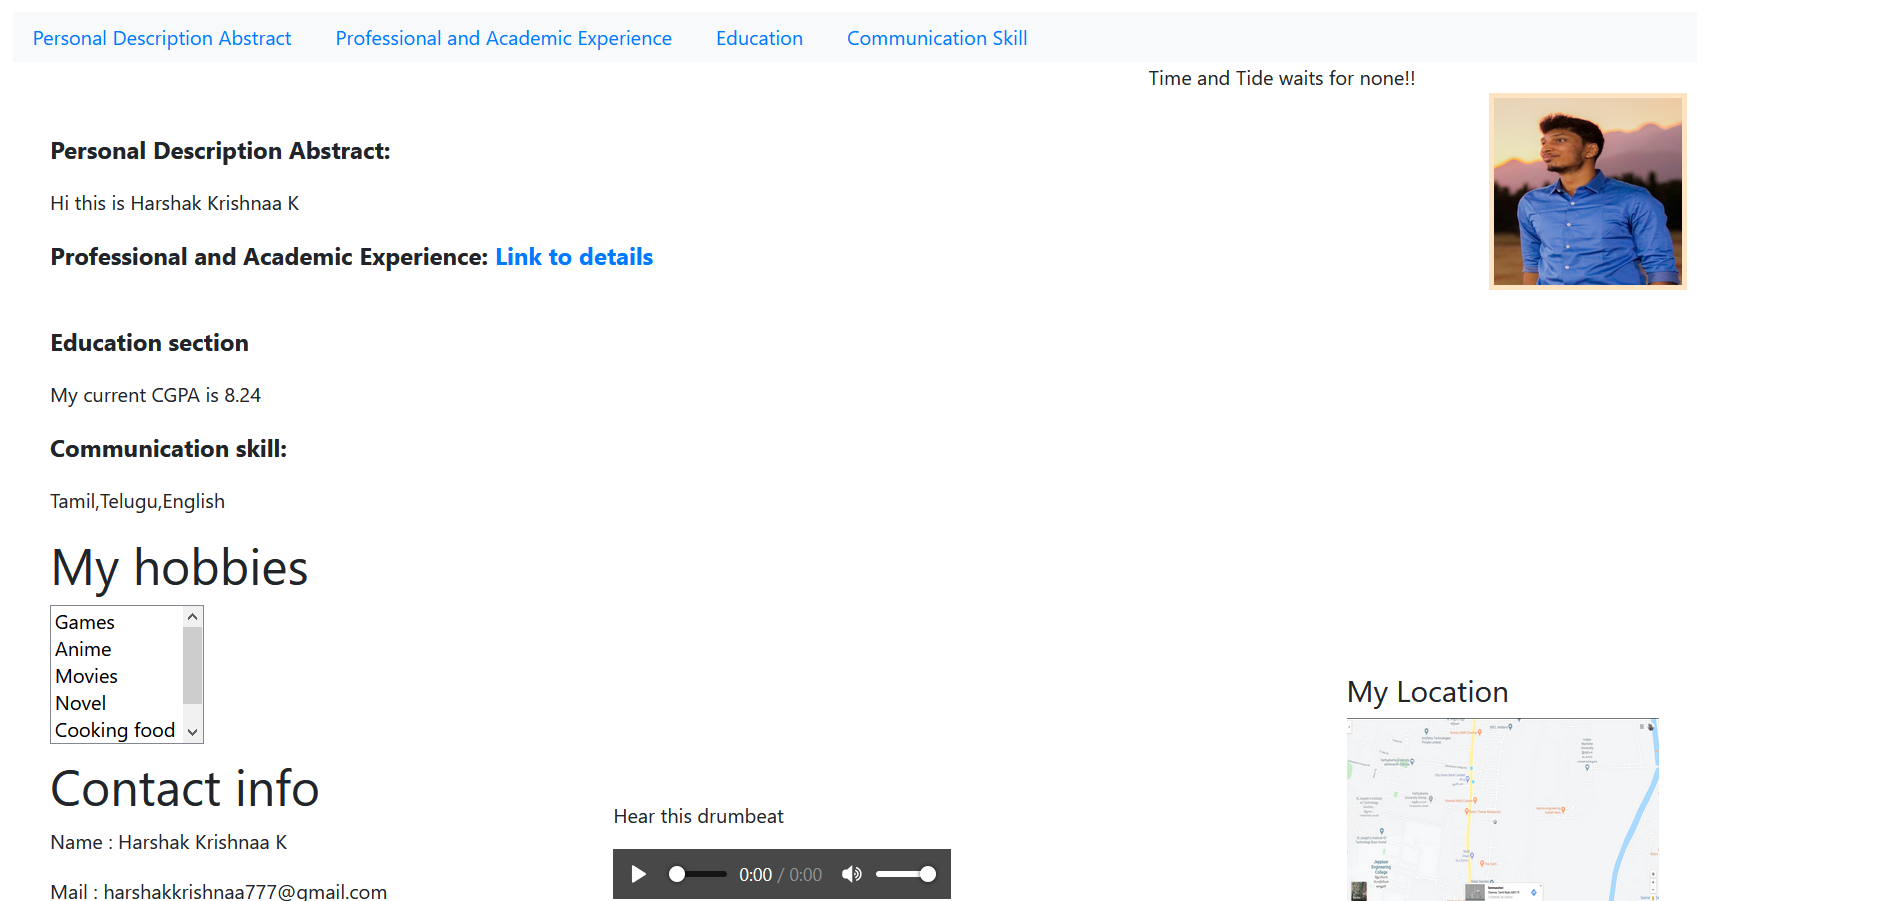 Personal Description Abstract Professional and Academic Experience Education Communication Skill
Time and Tide waits for none!!
Personal Description Abstract:
Hi this is Harshak Krishnaa K
Professional and Academic Experience: Link to details
Education section
My current CGPA is 8.24
Communication skill:
Tamil,Telugu,English
My hobbies
Games
Anime
Movies
Novel
Cooking food
Contact info
Name : Harshak Krishnaa K
Mail : harshakkrishnaa777@gmail.com
Hear this drumbeat
0:00 / 0:00
My Location
Jeppiaar
Engineering
College